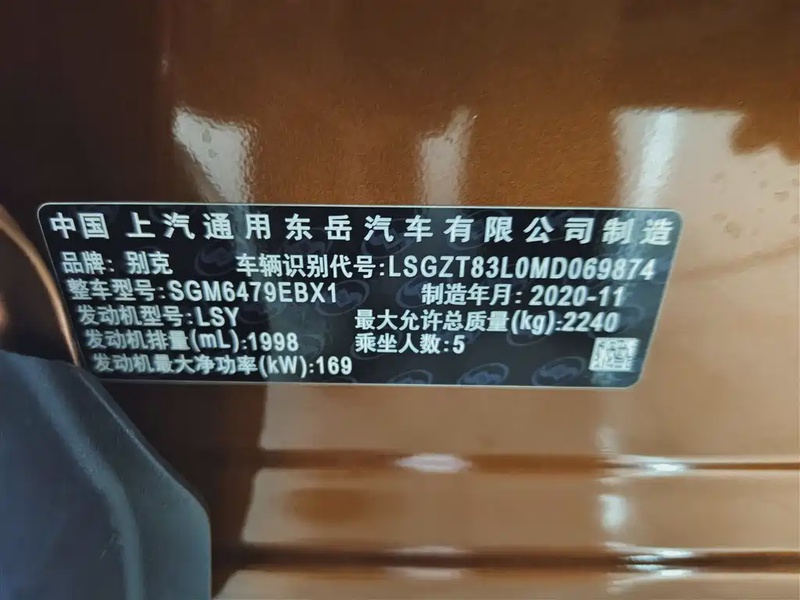 中国 上汽通用东岳汽车有限公司制造
品牌: 别克 车辆识别代号:LSGZT83L0MD069874
整车型号:SGM6479EBX1 制造年月: 2020-11
发动机型号:LSY 最大允许总质量(kg):2240
发动机排量(mL):1998 乘坐人数:5
发动机最大净功率(kW):169